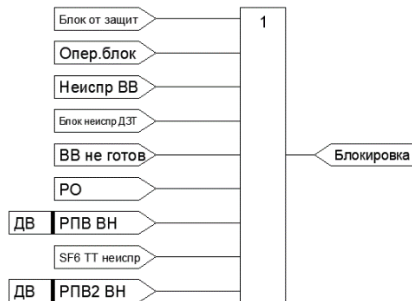 Блок от защит
1
Опер.блок
Неиспр ВВ
Блок неиспр ДЗТ
ВВ не готов
Блокировка
РО
ДВ РПВ ВН
SF6 ТТ неиспр
ДВ РПВ2 ВН